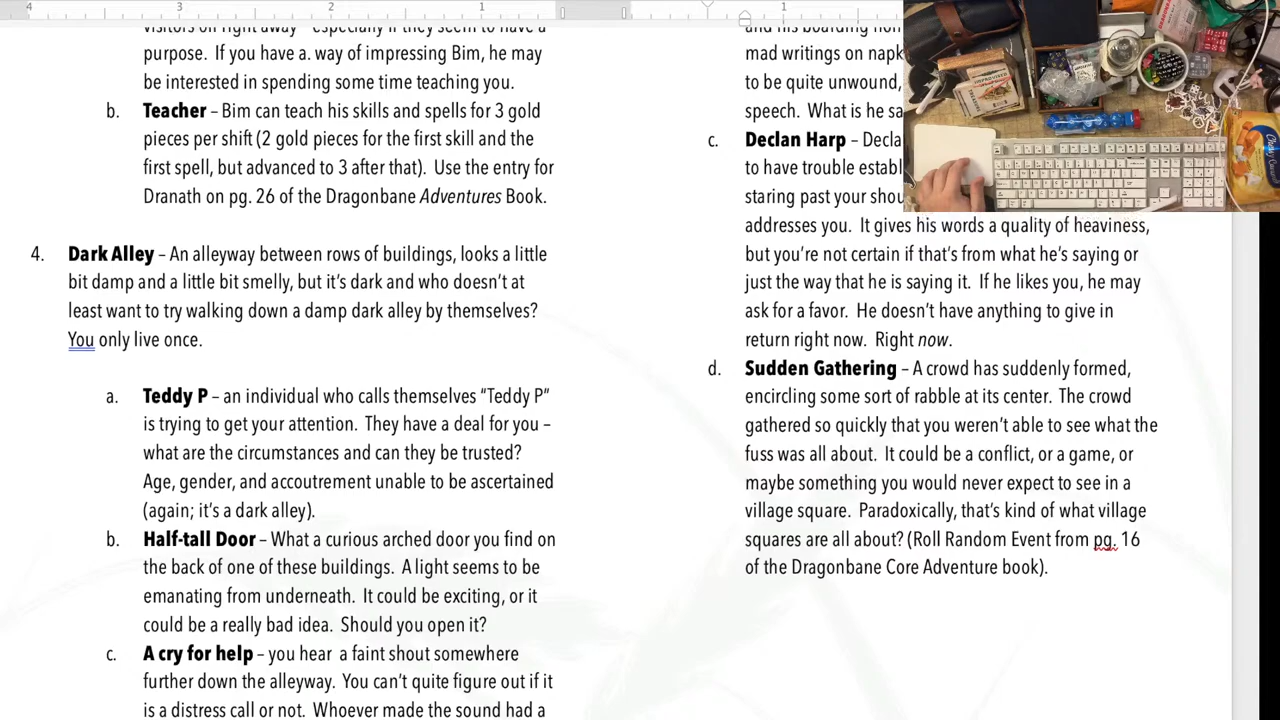 4
3
2
1
1
visitors off right away – especially if they seem to have a
purpose. If you have a. way of impressing Bim, he may
be interested in spending some time teaching you.
b. Teacher – Bim can teach his skills and spells for 3 gold
pieces per shift (2 gold pieces for the first skill and the
first spell, but advanced to 3 after that). Use the entry for
Dranath on pg. 26 of the Dragonbane Adventures Book.
4. Dark Alley – An alleyway between rows of buildings, looks a little
bit damp and a little bit smelly, but it's dark and who doesn't at
least want to try walking down a damp dark alley by themselves?
You only live once.
a. Teddy P – an individual who calls themselves "Teddy P"
is trying to get your attention. They have a deal for you –
what are the circumstances and can they be trusted?
Age, gender, and accoutrement unable to be ascertained
(again; it's a dark alley).
b. Half-tall Door – What a curious arched door you find on
the back of one of these buildings. A light seems to be
emanating from underneath. It could be exciting, or it
could be a really bad idea. Should you open it?
c. A cry for help – you hear a faint shout somewhere
further down the alleyway. You can't quite figure out if it
is a distress call or not. Whoever made the sound had a
and his boarding
mad writings on napk
to be quite unwound,
speech. What is he sa
c. Declan Harp – Decla
to have trouble establ
staring past your shou
addresses you. It gives his words a quality of heaviness,
but you're not certain if that's from what he's saying or
just the way that he is saying it. If he likes you, he may
ask for a favor. He doesn't have anything to give in
return right now. Right now.
d. Sudden Gathering – A crowd has suddenly formed,
encircling some sort of rabble at its center. The crowd
gathered so quickly that you weren't able to see what the
fuss was all about. It could be a conflict, or a game, or
maybe something you would never expect to see in a
village square. Paradoxically, that's kind of what village
squares are all about? (Roll Random Event from pg. 16
of the Dragonbane Core Adventure book).